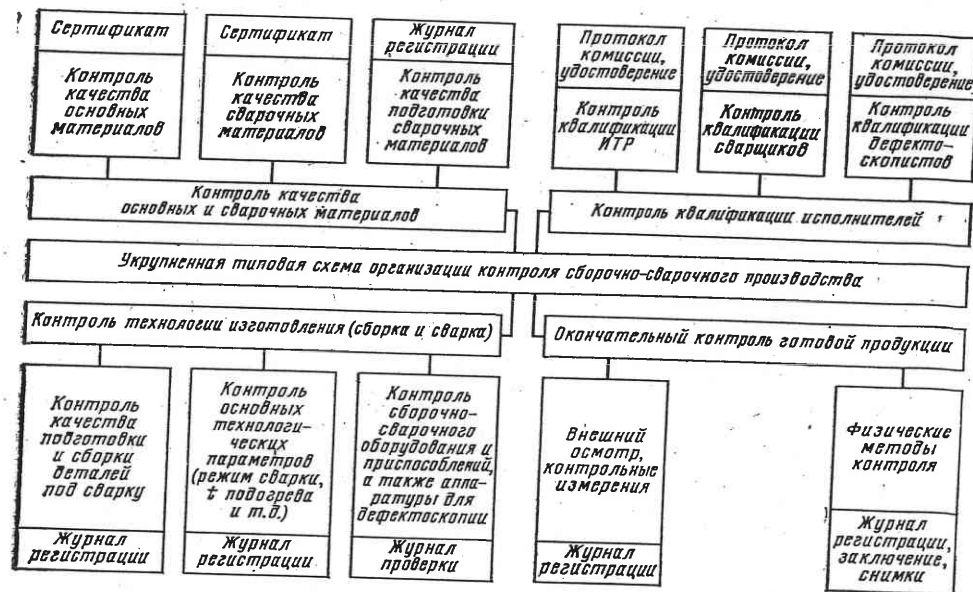 Сертификат
Контроль
качества
основных
материалов
Сертификат
Контроль
качества
сварочных
материалов
Журнал
регистрации
Контроль
качества
подготовки
сварочных
материалов
Протокол
комиссии,
удостоверение
Контроль
квалификации
ИТР
Протокол
комиссии,
удостоверение
Контроль
квалификации
сварщиков
Протокол
комиссии,
удостоверение
Контроль
квалификации
дефекто-
скопистов
Контроль качества
основных и сварочных материалов
Контроль квалификации исполнителей
Укрупненная типовая схема организации контроля сборочно-сварочного производства
Контроль технологии изготовления (сборка и сварка)
Окончательный контроль готовой продукции
Контроль
качества
подготовки
и сборки
деталей
под сварку
Журнал
регистрации
Контроль
основных
технологи-
ческих
параметров
(режим сварки,
t подогрева
и т.д.)
Журнал
регистрации
Контроль
сборочно-
сварочного
оборудования и
приспособлений,
а также аппа-
ратуры для
дефектоскопии
Журнал
проверки
Внешний
осмотр,
контрольные
измерения
Журнал
регистрации
Физические
методы
контроля
Журнал
регистрации,
заключение,
снимки